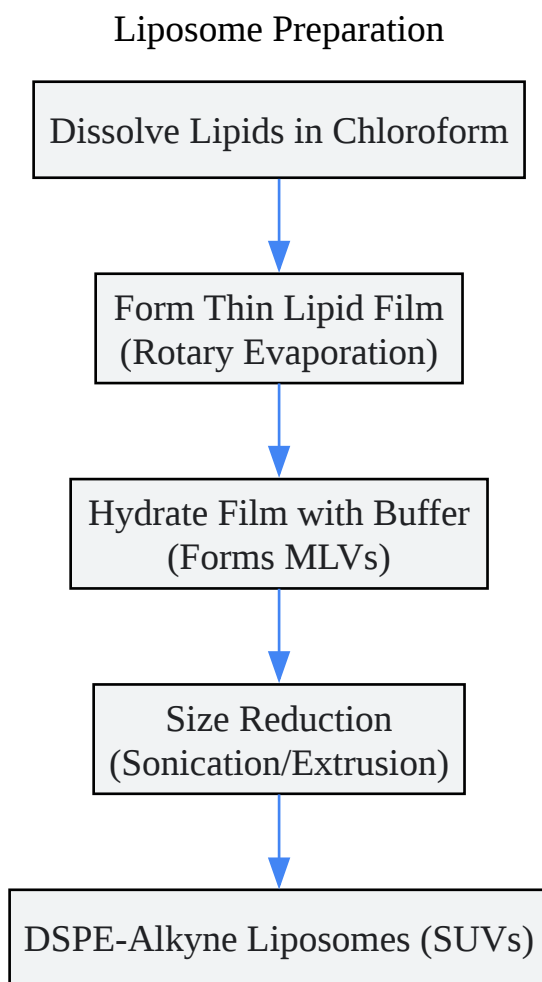 Liposome Preparation
Dissolve Lipids in Chloroform
Form Thin Lipid Film
(Rotary Evaporation)
Hydrate Film with Buffer
(Forms MLVs)
Size Reduction
(Sonication/Extrusion)
DSPE-Alkyne Liposomes (SUVs)